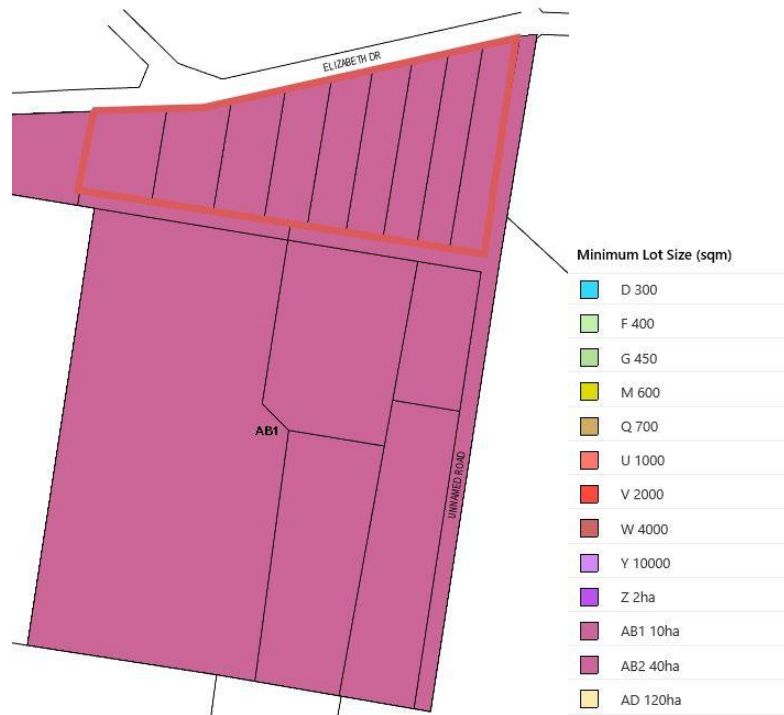 ELIZABETH DR
AB1
UNNAMED ROAD
Minimum Lot Size (sqm)
D 300
F 400
G 450
M 600
Q 700
U 1000
V 2000
W 4000
Y 10000
Z 2ha
AB1 10ha
AB2 40ha
AD 120ha